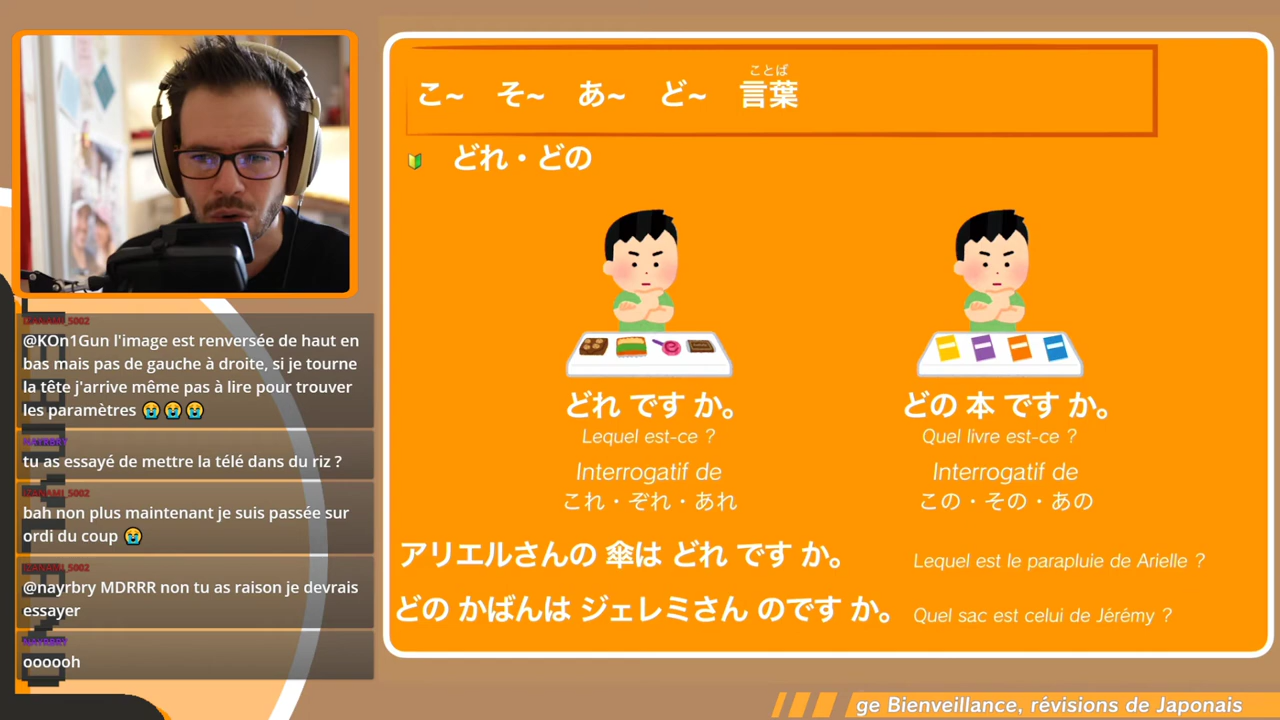 IZANAMI_5002
@KOn1Gun l'image est renversée de haut en
bas mais pas de gauche à droite, si je tourne
la tête j'arrive même pas à lire pour trouver
les paramètres 😭😭😭
NAYRBRY
tu as essayé de mettre la télé dans du riz ?
IZANAMI_5002
bah non plus maintenant je suis passée sur
ordi du coup 😭
IZANAMI_5002
@nayrbry MDRRR non tu as raison je devrais
essayer
NAYRBRY
oooooh
ことば
こ~ そ~ あ~ ど~ 言葉
どれ・どの
どれ です か。
Lequel est-ce ?
Interrogatif de
これ・ぞれ・あれ
どの 本 です か。
Quel livre est-ce ?
Interrogatif de
この・その・あの
アリエルさんの 傘は どれ です か。
Lequel est le parapluie de Arielle ?
どの かばんは ジェレミさん のです か。
Quel sac est celui de Jérémy ?
ge Bienveillance, révisions de Japonais